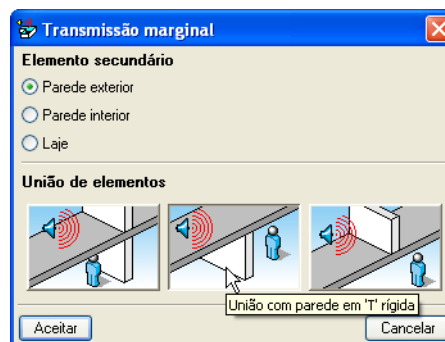 Transmissão marginal
Elemento secundário
Parede exterior
Parede interior
Laje
União de elementos
União com parede em 'T' rígida
Aceitar
Cancelar